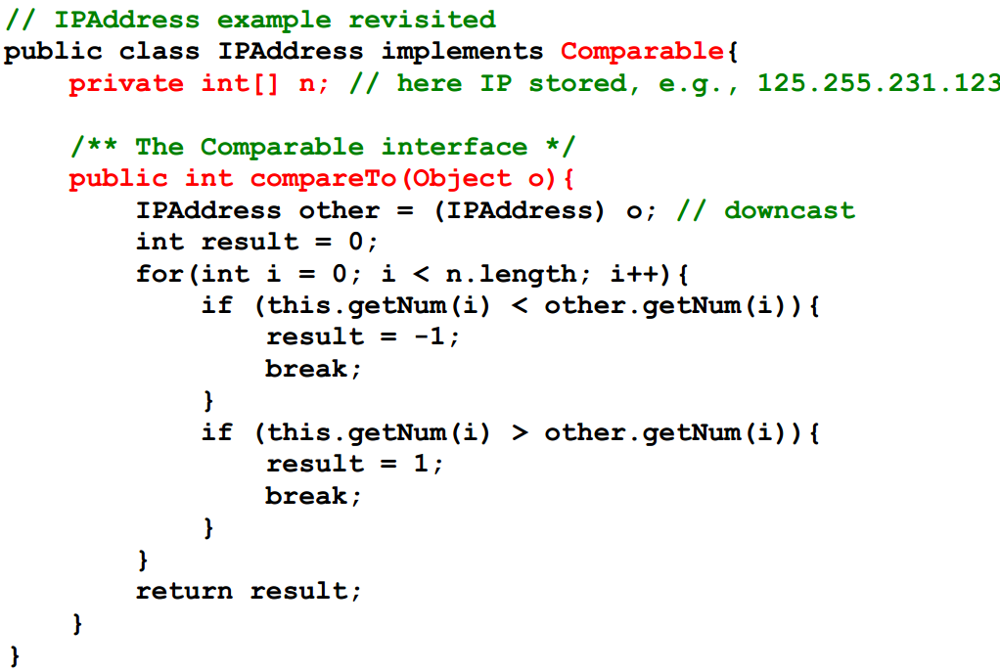 // IPAddress example revisited
public class IPAddress implements Comparable{
    private int[] n; // here IP stored, e.g., 125.255.231.123
    /** The Comparable interface */
    public int compareTo(Object o){
        IPAddress other = (IPAddress) o; // downcast
        int result = 0;
        for(int i = 0; i < n.length; i++){
            if (this.getNum(i) < other.getNum(i)){
                result = -1;
                break;
            }
            if (this.getNum(i) > other.getNum(i)){
                result = 1;
                break;
            }
        }
        return result;
    }
}